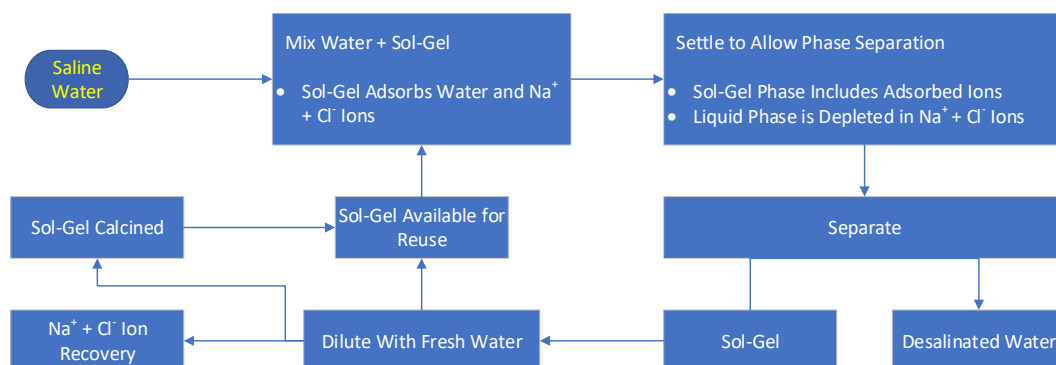 Saline
Water
Mix Water + Sol-Gel
• Sol-Gel Adsorbs Water and Na⁺
+ Cl⁻ Ions
Settle to Allow Phase Separation
• Sol-Gel Phase Includes Adsorbed Ions
• Liquid Phase is Depleted in Na⁺ + Cl⁻ Ions
Sol-Gel Calcined
Sol-Gel Available for
Reuse
Separate
Na⁺ + Cl⁻ Ion
Recovery
Dilute With Fresh Water
Sol-Gel
Desalinated Water